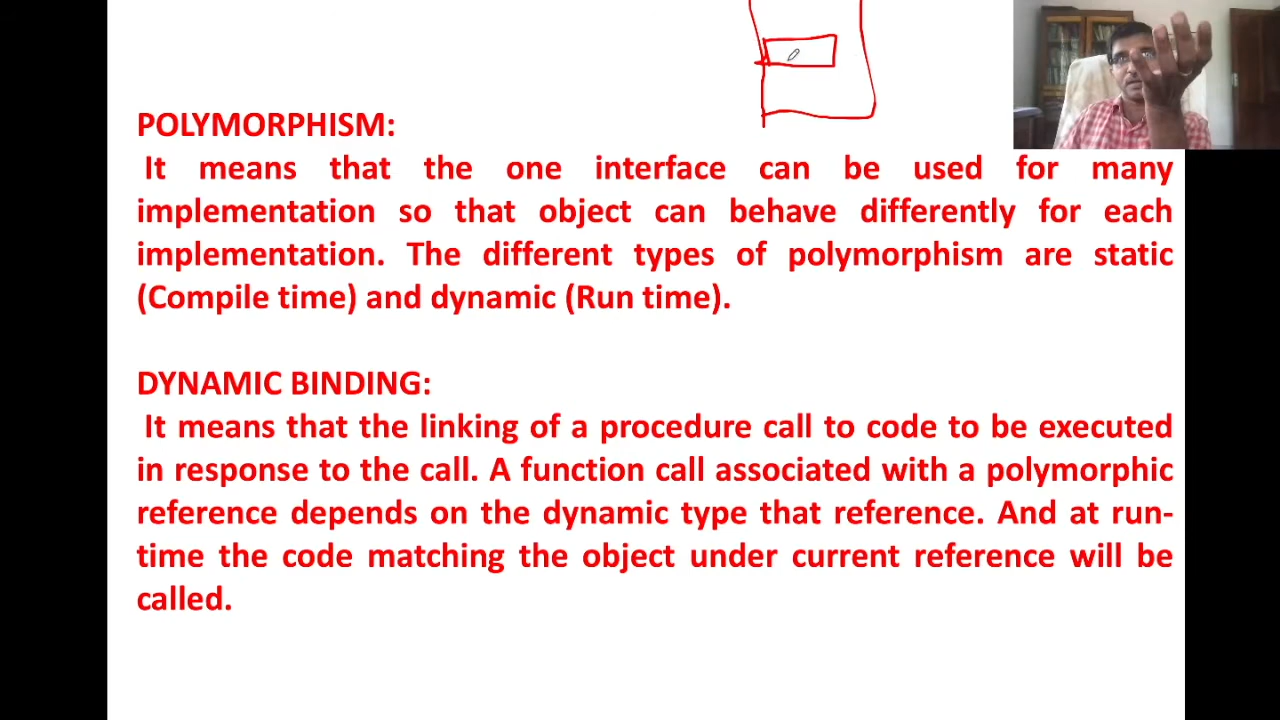 POLYMORPHISM:
It means that the one interface can be used for many
implementation so that object can behave differently for each
implementation. The different types of polymorphism are static
(Compile time) and dynamic (Run time).
DYNAMIC BINDING:
It means that the linking of a procedure call to code to be executed
in response to the call. A function call associated with a polymorphic
reference depends on the dynamic type that reference. And at run-
time the code matching the object under current reference will be
called.